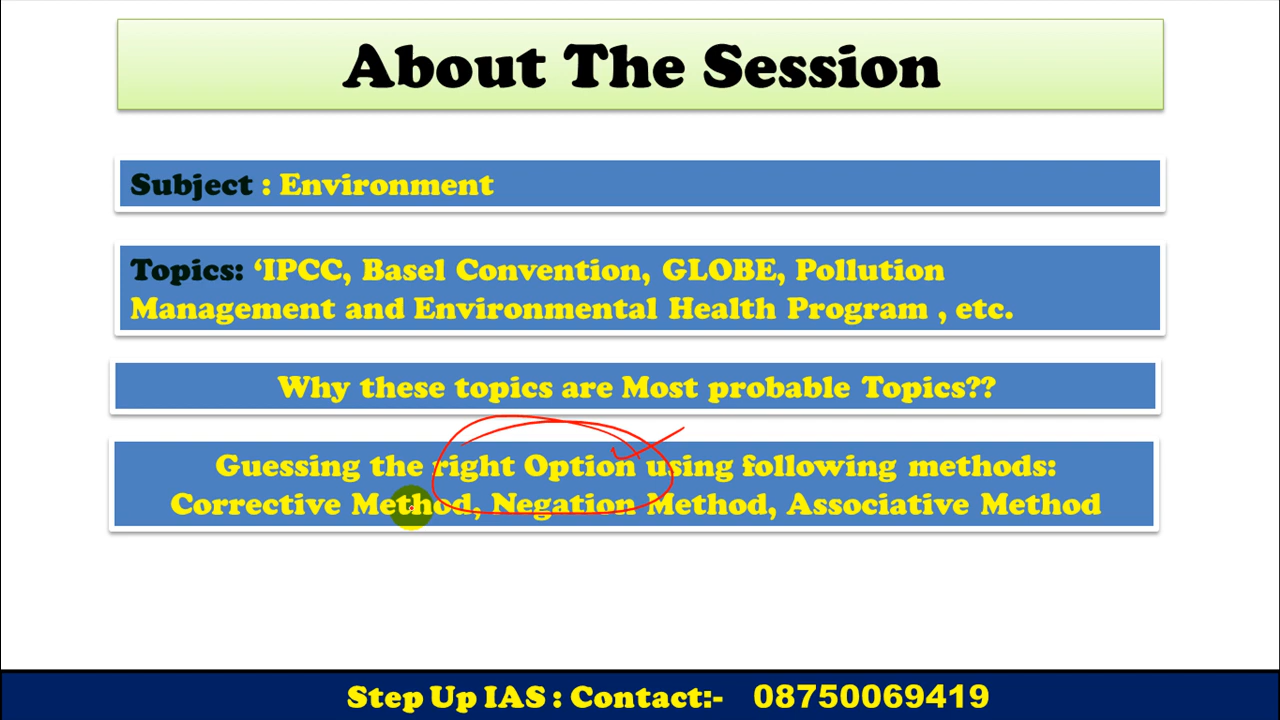 About The Session
Subject : Environment
Topics: ‘IPCC, Basel Convention, GLOBE, Pollution
Management and Environmental Health Program , etc.
Why these topics are Most probable Topics??
Guessing the right Option using following methods:
Corrective Method, Negation Method, Associative Method
Step Up IAS : Contact:- 08750069419